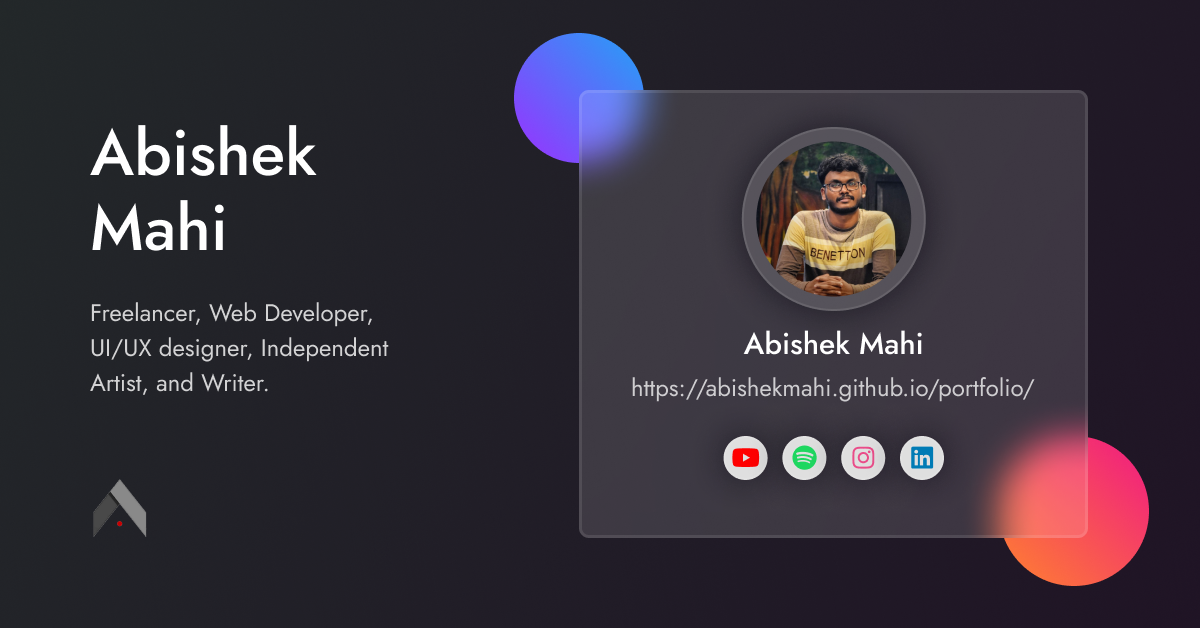 Abishek
Mahi
Freelancer, Web Developer,
UI/UX designer, Independent
Artist, and Writer.
BENETTON
Abishek Mahi
https://abishekmahi.github.io/portfolio/
in